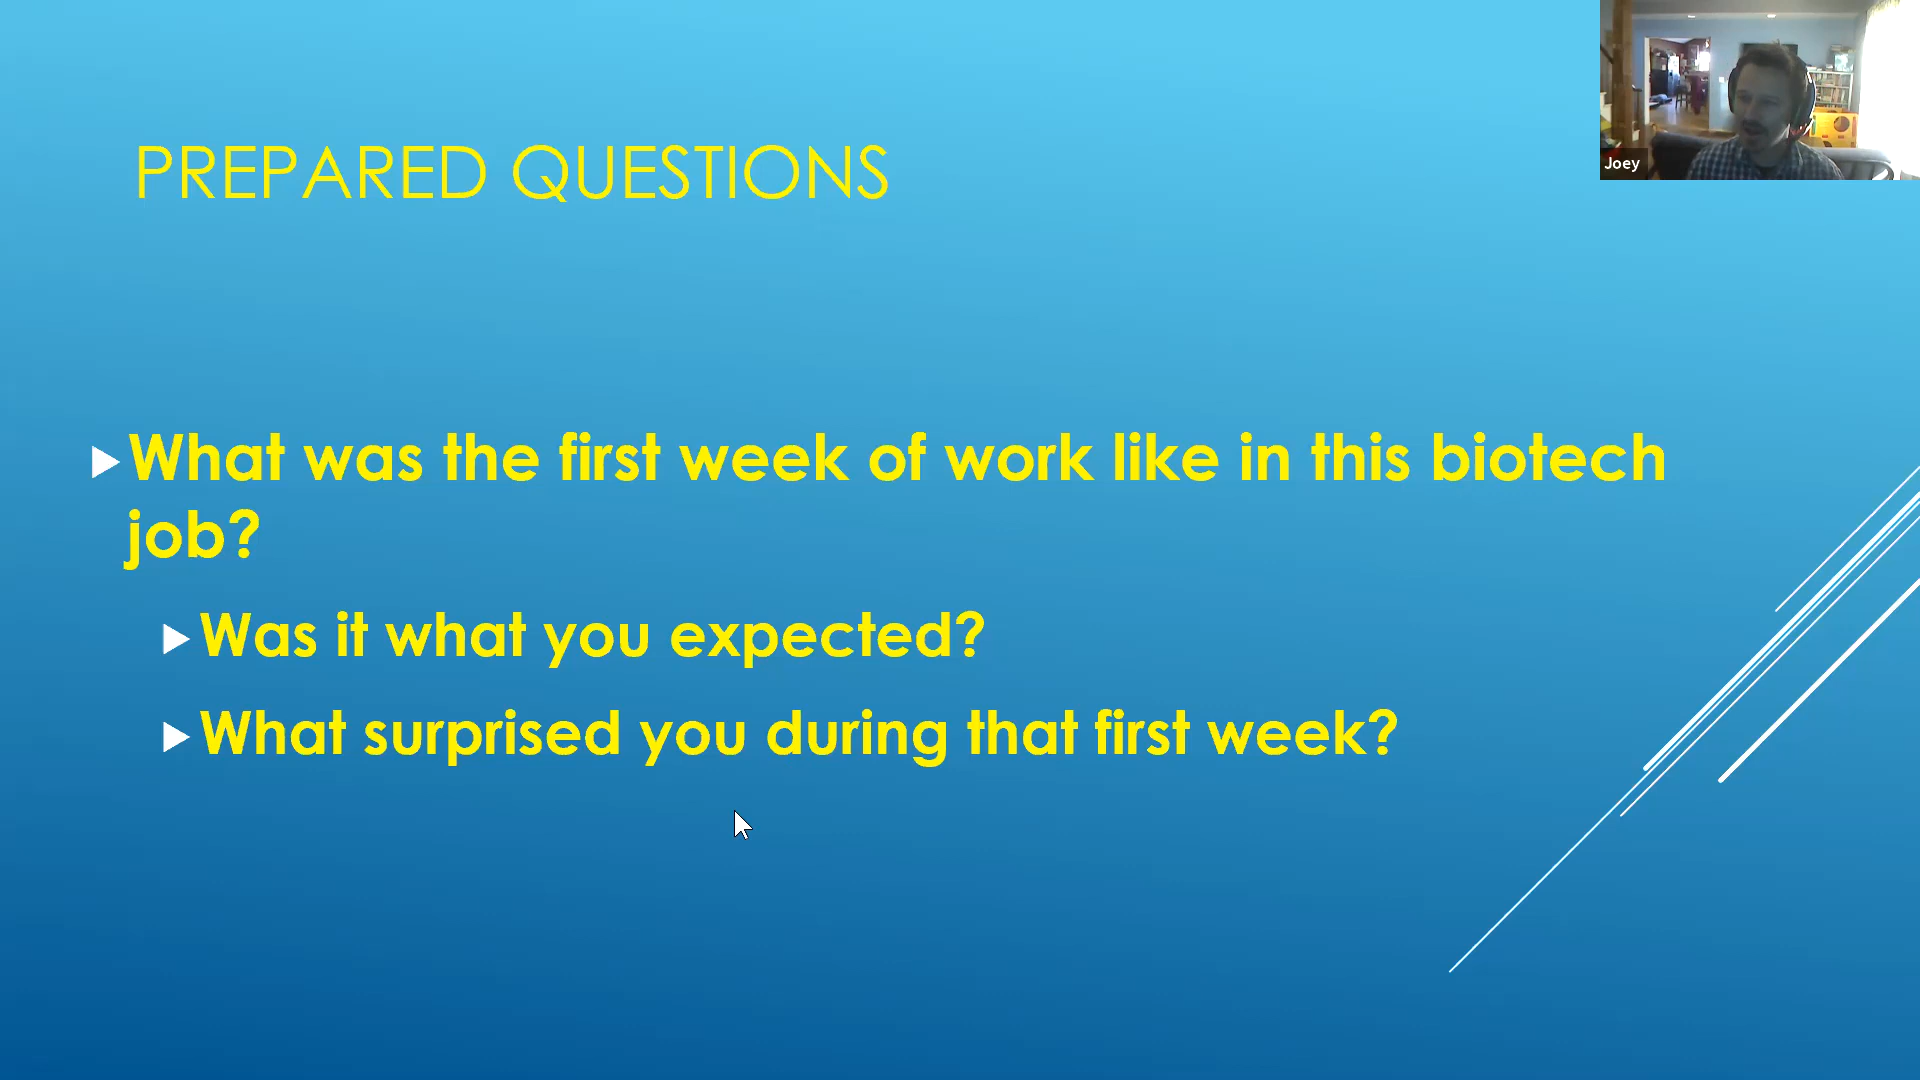 PREPARED QUESTIONS
What was the first week of work like in this biotech
job?
Was it what you expected?
What surprised you during that first week?
Joey